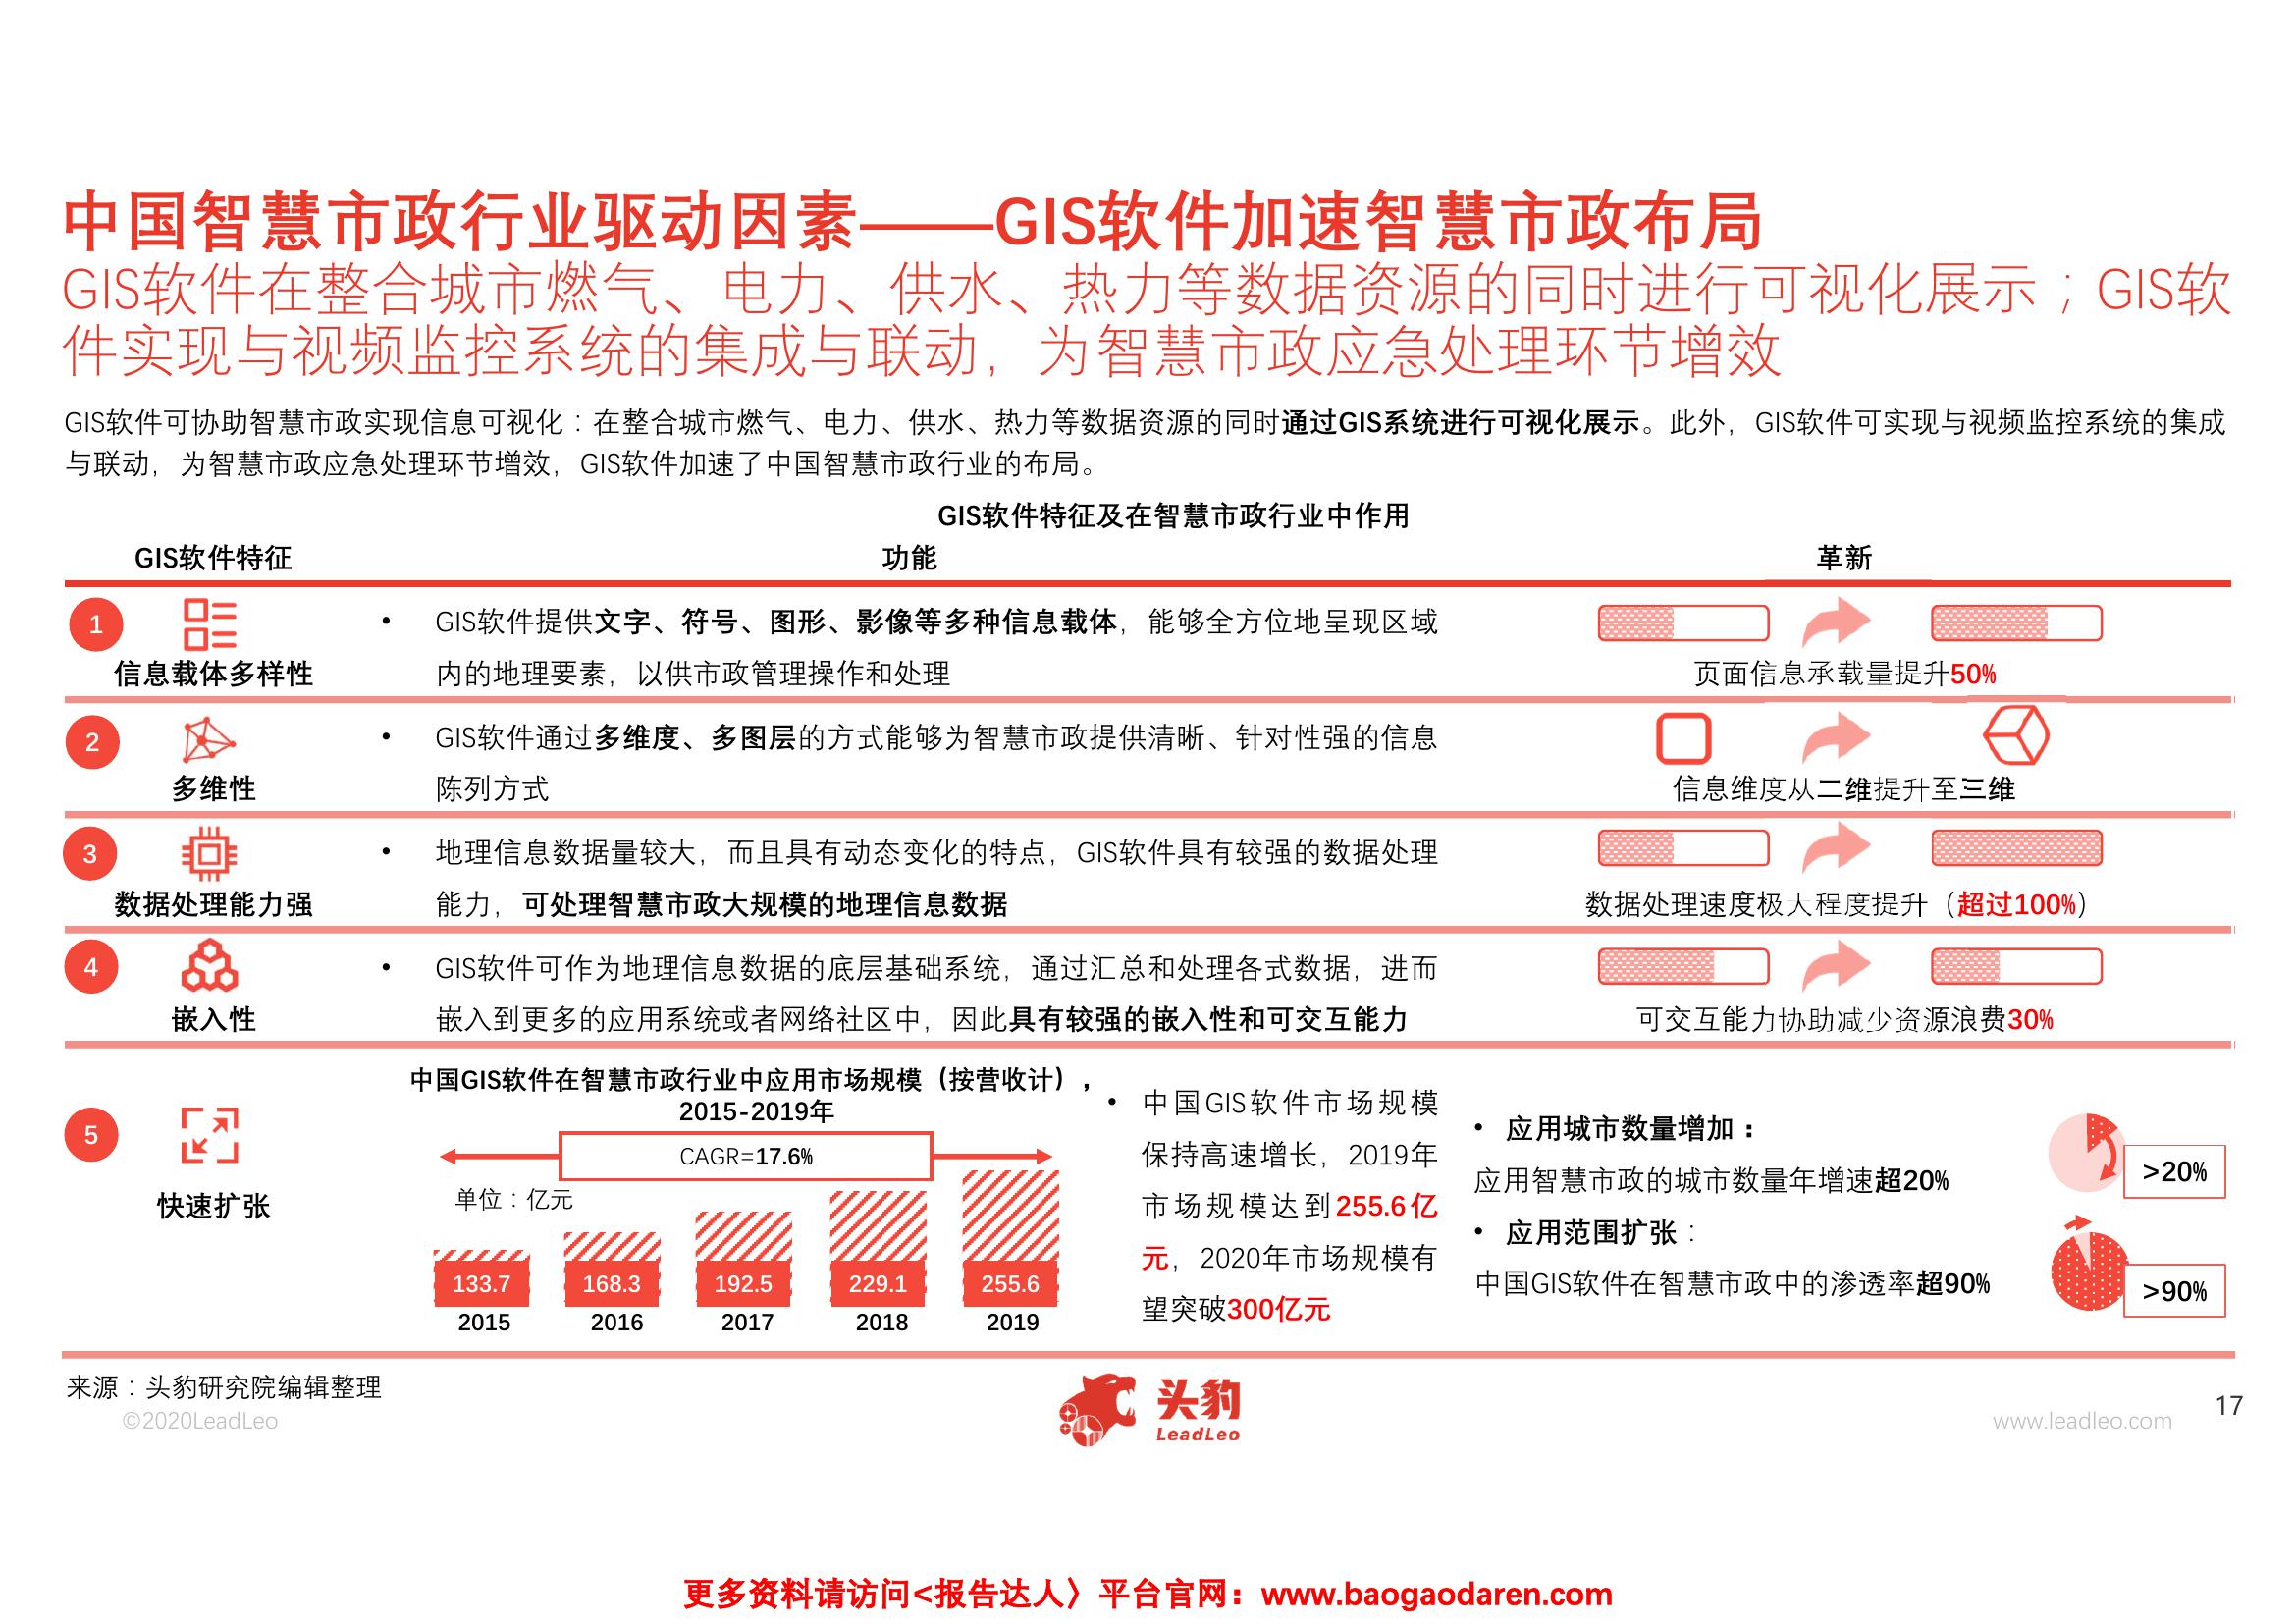 中国智慧市政行业驱动因素——GIS软件加速智慧市政布局
GIS软件在整合城市燃气、电力、供水、热力等数据资源的同时进行可视化展示；GIS软
件实现与视频监控系统的集成与联动，为智慧市政应急处理环节增效
GIS软件可协助智慧市政实现信息可视化：在整合城市燃气、电力、供水、热力等数据资源的同时通过GIS系统进行可视化展示。此外，GIS软件可实现与视频监控系统的集成
与联动，为智慧市政应急处理环节增效，GIS软件加速了中国智慧市政行业的布局。
GIS软件特征及在智慧市政行业中作用
GIS软件特征 功能 革新
1
信息载体多样性
• GIS软件提供文字、符号、图形、影像等多种信息载体，能够全方位地呈现区域
内的地理要素，以供市政管理操作和处理
页面信息承载量提升50%
2
多维性
• GIS软件通过多维度、多图层的方式能够为智慧市政提供清晰、针对性强的信息
陈列方式
信息维度从二维提升至三维
3
数据处理能力强
• 地理信息数据量较大，而且具有动态变化的特点，GIS软件具有较强的数据处理
能力，可处理智慧市政大规模的地理信息数据
数据处理速度极大程度提升（超过100%）
4
嵌入性
• GIS软件可作为地理信息数据的底层基础系统，通过汇总和处理各式数据，进而
嵌入到更多的应用系统或者网络社区中，因此具有较强的嵌入性和可交互能力
可交互能力协助减少资源浪费30%
5
快速扩张
中国GIS软件在智慧市政行业中应用市场规模（按营收计），
2015-2019年
CAGR=17.6%
单位：亿元
133.7 168.3 192.5 229.1 255.6
2015 2016 2017 2018 2019
• 中国GIS软件市场规模
保持高速增长，2019年
市场规模达到255.6亿
元，2020年市场规模有
望突破300亿元
• 应用城市数量增加：
应用智慧市政的城市数量年增速超20%
• 应用范围扩张：
中国GIS软件在智慧市政中的渗透率超90%
>20%
>90%
来源：头豹研究院编辑整理
©2020LeadLeo
头豹
LeadLeo
www.leadleo.com
17
更多资料请访问<报告达人〉平台官网：www.baogaodaren.com